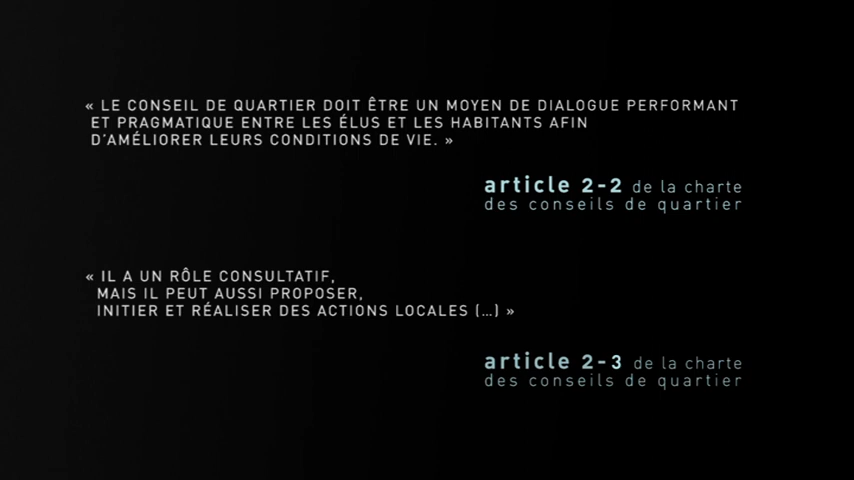 « LE CONSEIL DE QUARTIER DOIT ÊTRE UN MOYEN DE DIALOGUE PERFORMANT
ET PRAGMATIQUE ENTRE LES ÉLUS ET LES HABITANTS AFIN
D'AMÉLIORER LEURS CONDITIONS DE VIE. »
article 2-2 de la charte
des conseils de quartier
« IL A UN RÔLE CONSULTATIF,
MAIS IL PEUT AUSSI PROPOSER,
INITIER ET RÉALISER DES ACTIONS LOCALES (...) »
article 2-3 de la charte
des conseils de quartier